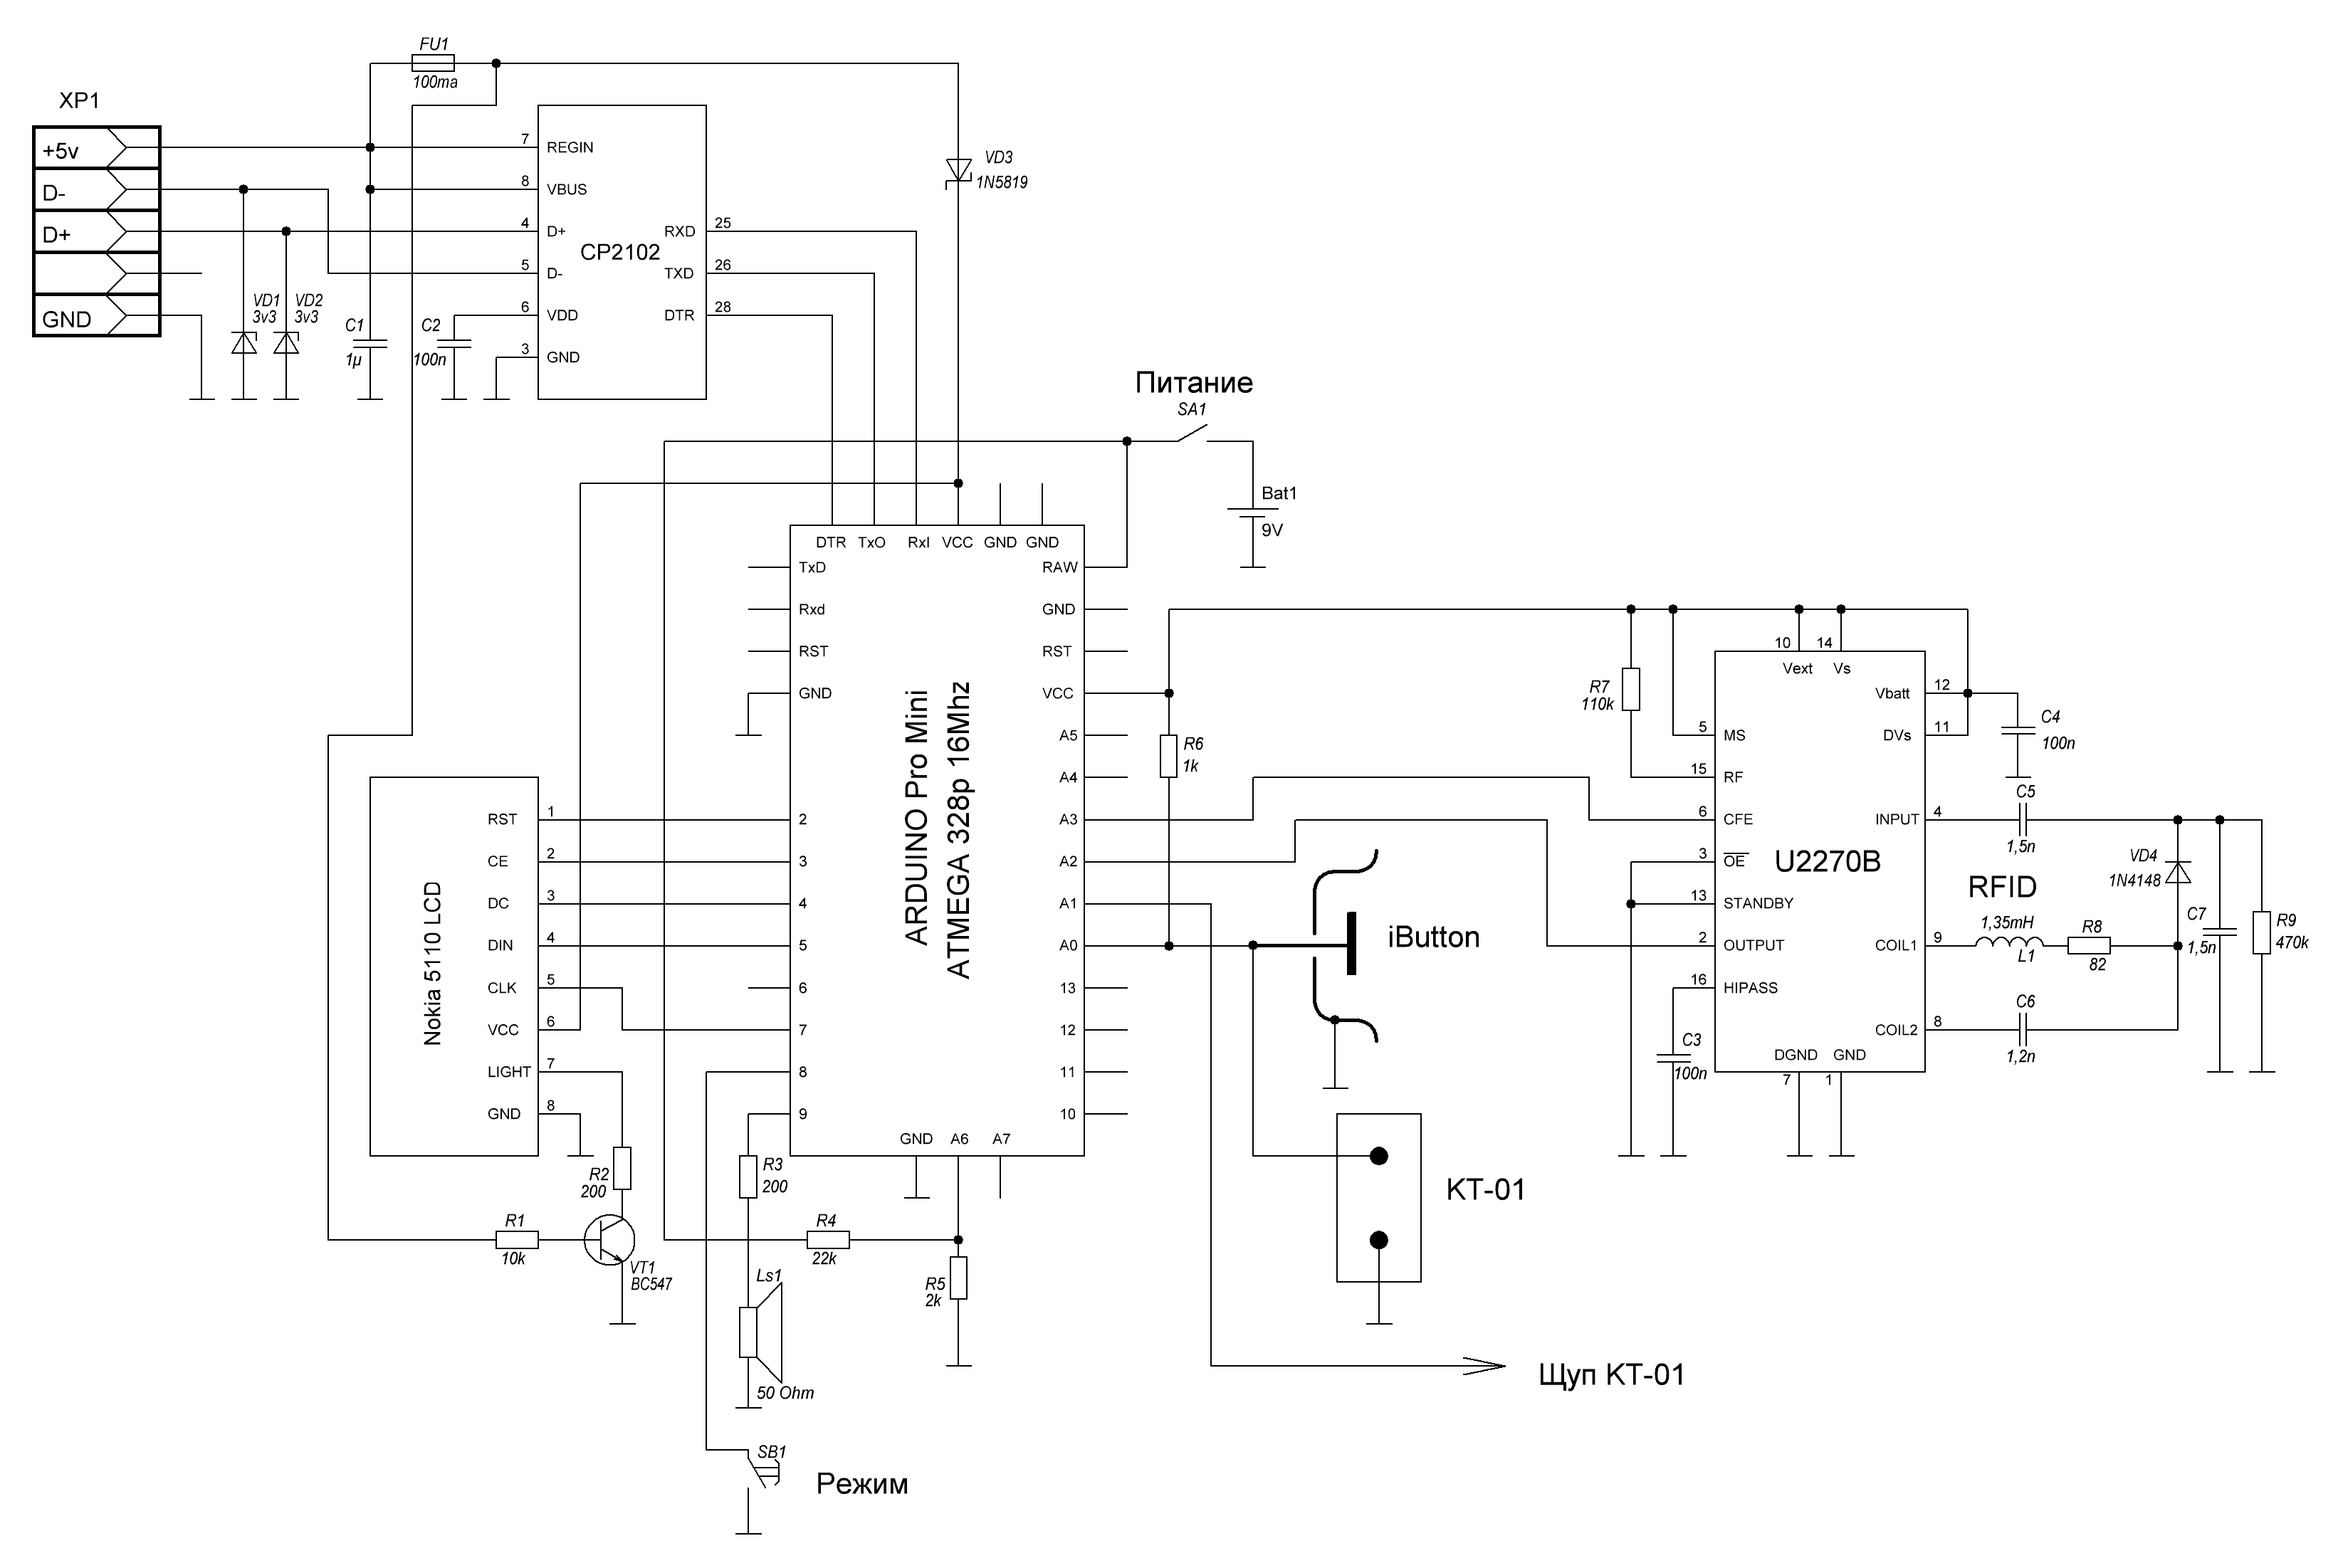 FU1
100ma
XP1
+5v
D-
D+
GND
7 REGIN
8 VBUS
4 D+
5 D-
6 VDD
3 GND
CP2102
RXD 25
TXD 26
DTR 28
VD3
1N5819
VD1
3v3
VD2
3v3
C1
1µ
C2
100n
Питание
SA1
Bat1
9V
DTR TxO RxI VCC GND GND
TxD
Rxd
RST
GND
2
3
4
5
6
7
8
9
ARDUINO Pro Mini
ATMEGA 328p 16Mhz
RAW
GND
RST
VCC
A5
A4
A3
A2
A1
A0
13
12
11
10
GND A6 A7
R6
1k
R7
110k
10 14
Vext Vs
Vbatt 12
DVs 11
5 MS
15 RF
6 CFE
3 OE
13 STANDBY
2 OUTPUT
16 HIPASS
U2270B
INPUT 4
COIL1 9
COIL2 8
DGND GND
7 1
C4
100n
C5
1,5n
VD4
1N4148
RFID
1,35mH
L1
R8
82
C7
1,5n
R9
470k
C6
1,2n
C3
100n
Nokia 5110 LCD
RST 1
CE 2
DC 3
DIN 4
CLK 5
VCC 6
LIGHT 7
GND 8
iButton
R2
200
R3
200
R1
10k
VT1
BC547
R4
22k
R5
2k
Ls1
50 Ohm
KT-01
Щуп KT-01
SB1
Режим